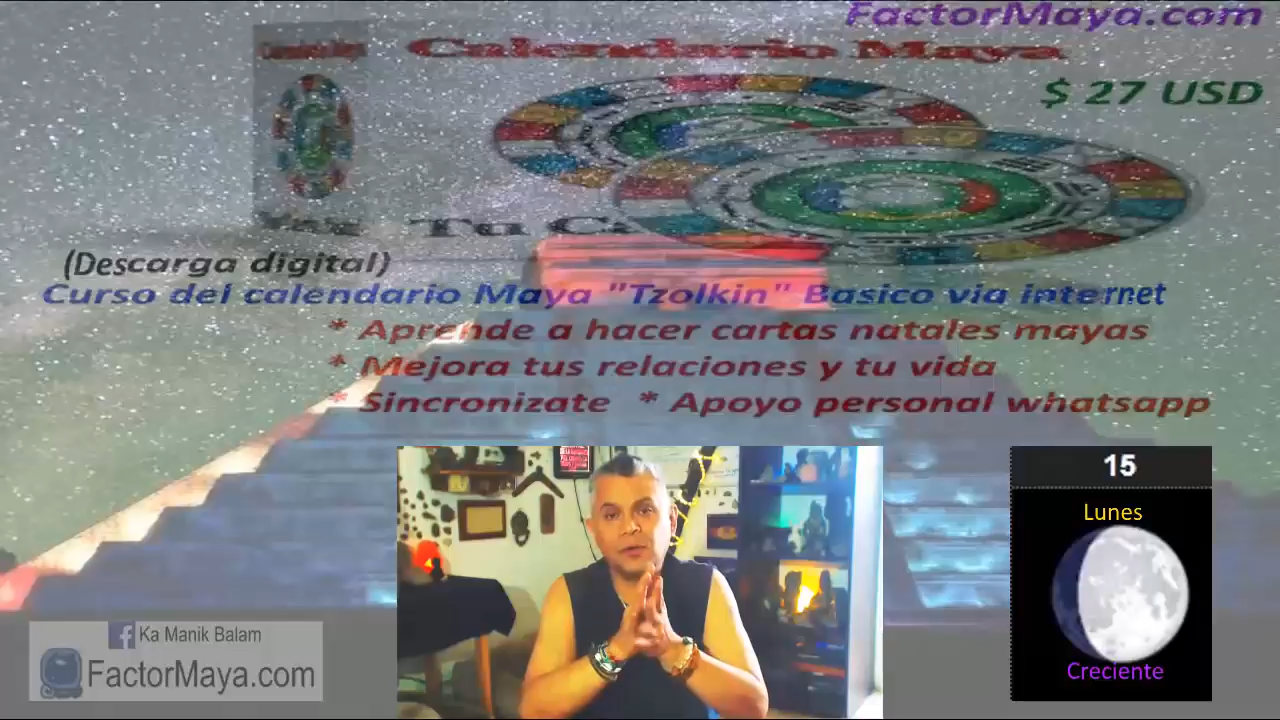 FactorMaya.com
Calendario Maya
$ 27 USD
Tu C
(Descarga digital)
Curso del calendario Maya "Tzolkin" Basico via internet
* Aprende a hacer cartas natales mayas
* Mejora tus relaciones y tu vida
* Sincronizate * Apoyo personal whatsapp
15
Lunes
Creciente
Ka Manik Balam
FactorMaya.com